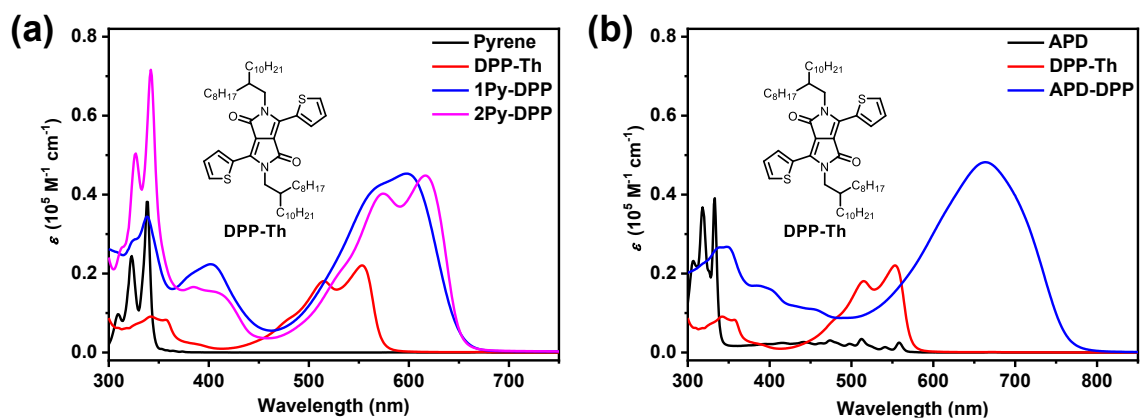 (a)
Pyrene
DPP-Th
1Py-DPP
2Py-DPP
C10H21
C8H17
N
S
O
O
S
N
C8H17
C10H21
DPP-Th
ε (10⁵ M⁻¹ cm⁻¹)
0.8
0.6
0.4
0.2
0.0
300 400 500 600 700
Wavelength (nm)
(b)
APD
DPP-Th
APD-DPP
C10H21
C8H17
N
S
O
O
S
N
C8H17
C10H21
DPP-Th
ε (10⁵ M⁻¹ cm⁻¹)
0.8
0.6
0.4
0.2
0.0
300 400 500 600 700 800
Wavelength (nm)